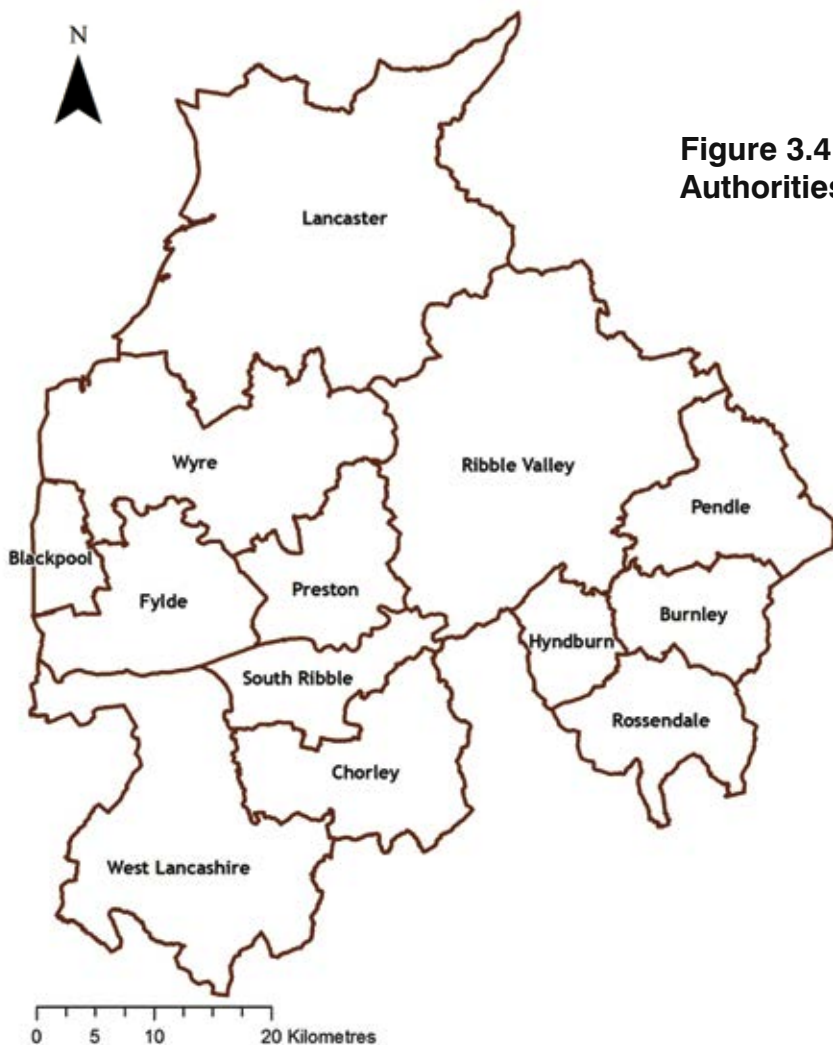 N
Figure 3.4
Authorities
Lancaster
Wyre
Ribble Valley
Pendle
Blackpool
Fylde
Preston
Burnley
Hyndburn
South Ribble
Rossendale
Chorley
West Lancashire
0 5 10 20 Kilometres